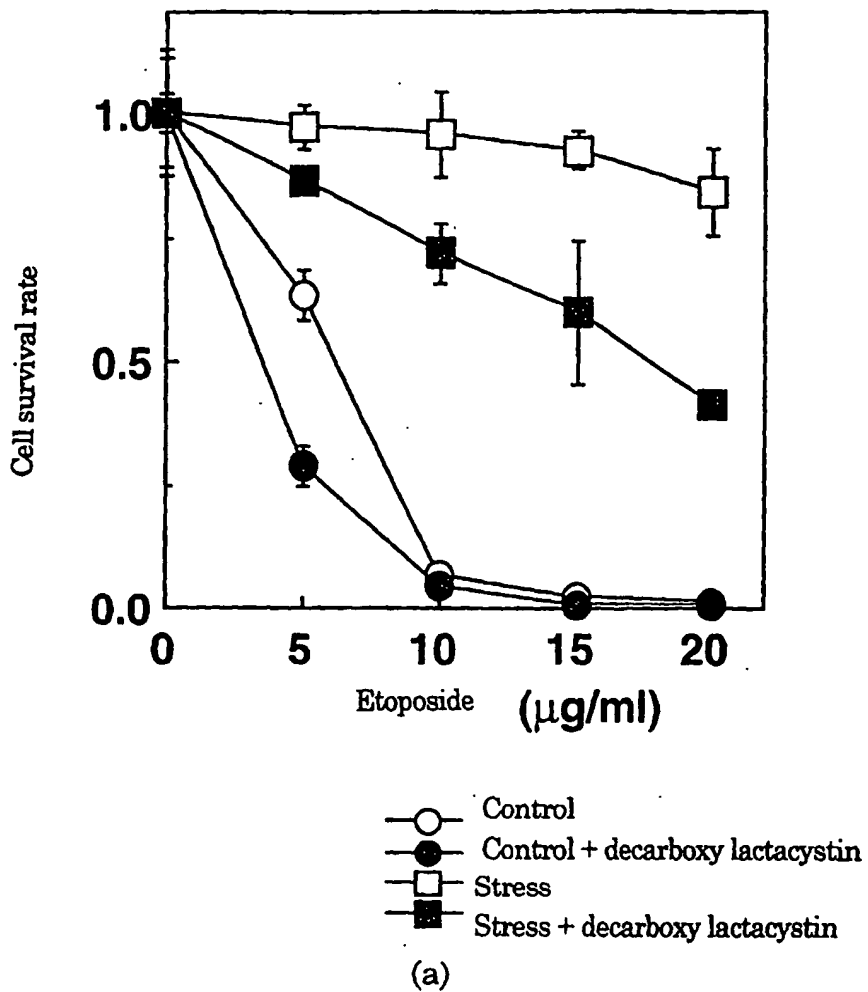 Cell survival rate
1.0
0.5
0.0
0 5 10 15 20
Etoposide (μg/ml)
Control
Control + decarboxy lactacystin
Stress
Stress + decarboxy lactacystin
(a)